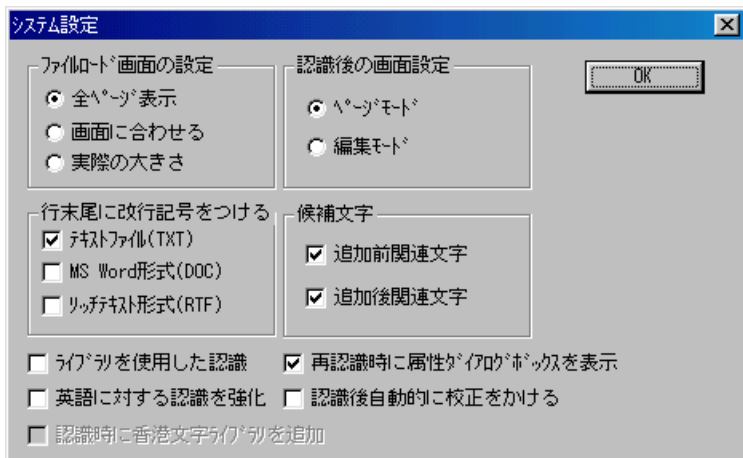 ｼｽﾃﾑ設定
ﾌｧｲﾙﾛｰﾄﾞ画面の設定
全ﾍﾟｰｼﾞ表示
画面に合わせる
実際の大きさ
認識後の画面設定
ﾍﾟｰｼﾞﾓｰﾄﾞ
編集ﾓｰﾄﾞ
OK
行末尾に改行記号をつける
ﾃｷｽﾄﾌｧｲﾙ(TXT)
MS Word形式(DOC)
ﾘｯﾁﾃｷｽﾄ形式(RTF)
候補文字
追加前関連文字
追加後関連文字
ﾗｲﾌﾞﾗﾘを使用した認識
再認識時に属性ﾀﾞｲｱﾛｸﾞﾎﾞｯｸｽを表示
英語に対する認識を強化
認識後自動的に校正をかける
認識時に香港文字ﾗｲﾌﾞﾗﾘを追加